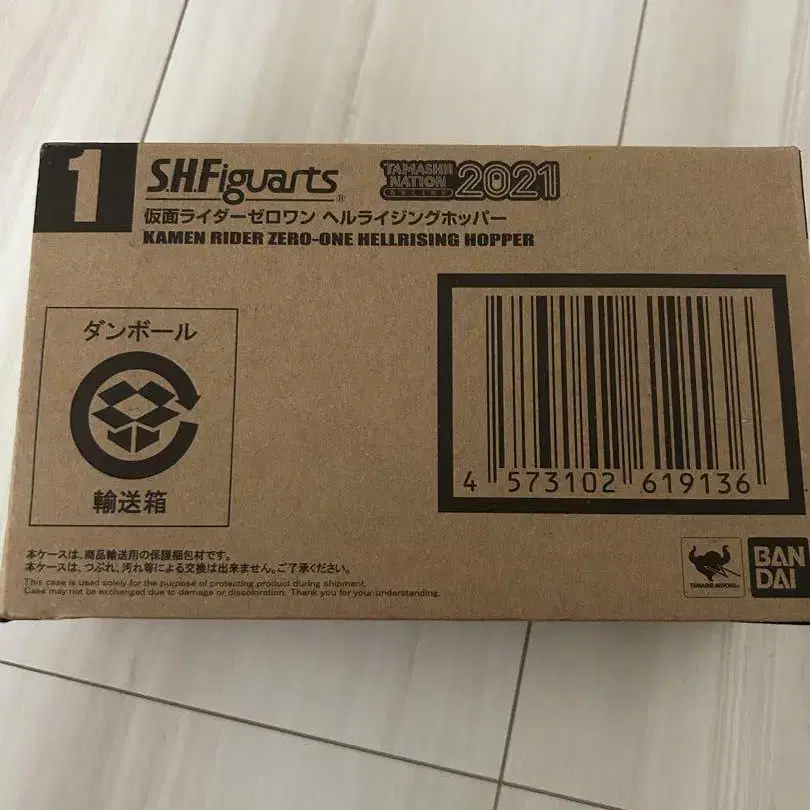 1
S.H.Figuarts ®
TAMASHII
NATION
ONLINE
2021
仮面ライダーゼロワン ヘルライジングホッパー
KAMEN RIDER ZERO-ONE HELLRISING HOPPER
ダンボール
輸送箱
4 573102 619136
本ケースは、商品輸送用の保護梱包材です。
本ケースは、つぶれ、汚れ等による交換は出来ません。ご了承ください。
This case is used solely for the purpose of protecting product during shipment.
Case may not be exchanged due to damage or discoloration. Thank you for your understanding.
TAMASHII NATIONS
BAN
DAI